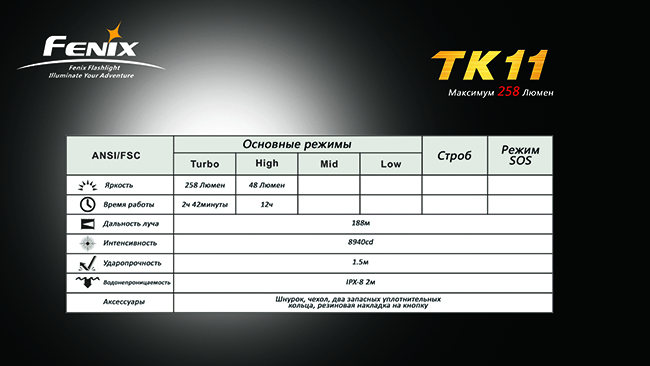 FENIX
Fenix Flashlight
Illuminate Your Adventure
TK11
Максимум 258 Люмен
ANSI/FSC
Основные режимы
Строб
Режим
SOS
Turbo High Mid Low
Яркость 258 Люмен 48 Люмен
Время работы 2ч 42минуты 12ч
Дальность луча 188м
Интенсивность 8940cd
Ударопрочность 1.5м
Водонепроницаемость IPX-8 2м
Аксессуары
Шнурок, чехол, два запасных уплотнительных
кольца, резиновая накладка на кнопку